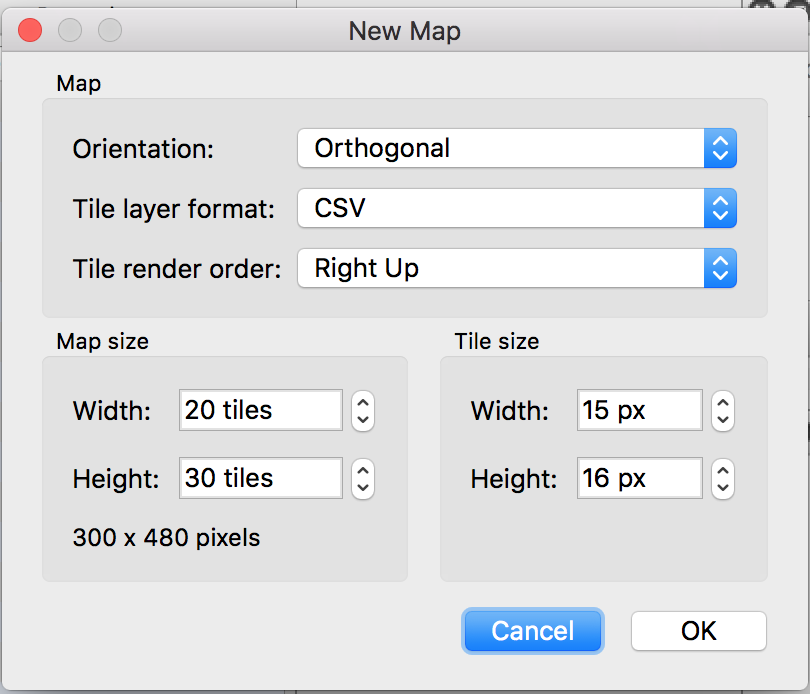 New Map
Map
Orientation: Orthogonal
Tile layer format: CSV
Tile render order: Right Up
Map size
Width: 20 tiles
Height: 30 tiles
300 x 480 pixels
Tile size
Width: 15 px
Height: 16 px
Cancel OK